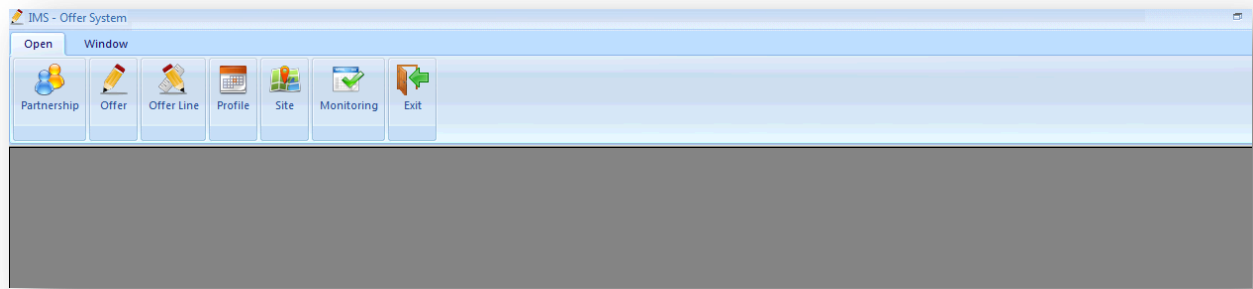 IMS - Offer System
Open Window
Partnership Offer Offer Line Profile Site Monitoring Exit